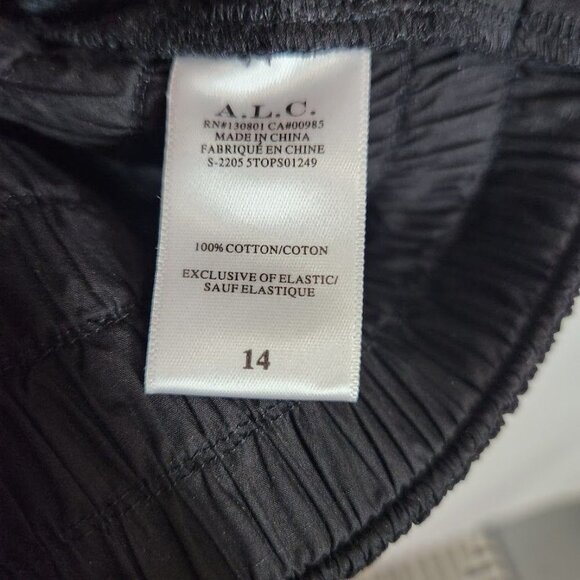 A.L.C.
RN#130801 CA#00985
MADE IN CHINA
FABRIQUÉ EN CHINE
S-2205 5TOPS01249
100% COTTON/COTON
EXCLUSIVE OF ELASTIC/
SAUF ELASTIQUE
14